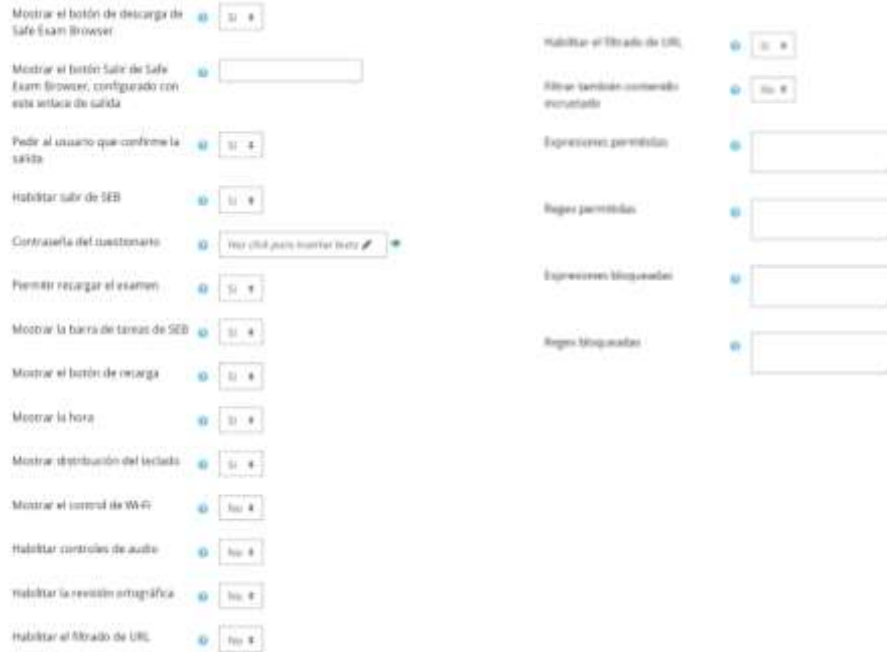 Mostrar el botón de descarga de
Safe Exam Browser
Sí
Mostrar el botón Salir de Safe
Exam Browser, configurado con
este enlace de salida
Pedir al usuario que confirme la
salida
Sí
Habilitar salir de SEB
Sí
Contraseña del cuestionario
Haz click para insertar texto
Permitir recargar el examen
Sí
Mostrar la barra de tareas de SEB
Sí
Mostrar el botón de recarga
Sí
Mostrar la hora
Sí
Mostrar distribución del teclado
Sí
Mostrar el control de Wi-Fi
No
Habilitar controles de audio
No
Habilitar la revisión ortográfica
No
Habilitar el filtrado de URL
No
Habilitar el filtrado de URL
Sí
Filtrar también contenido
incrustado
No
Expresiones permitidas
Regex permitidas
Expresiones bloqueadas
Regex bloqueadas